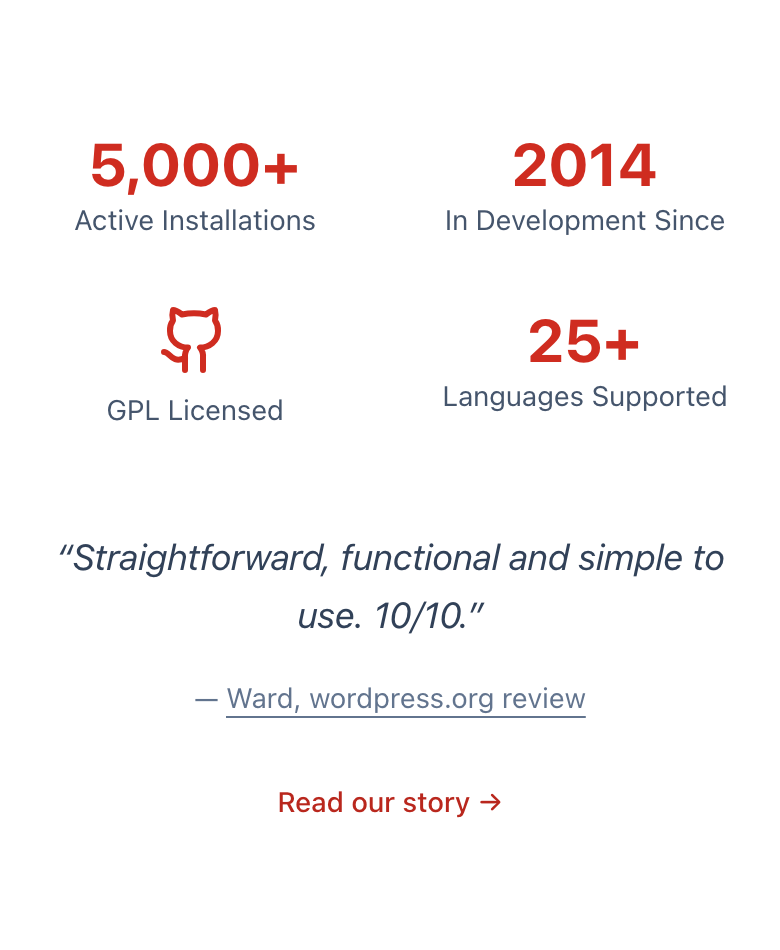 5,000+
Active Installations
2014
In Development Since
GPL Licensed
25+
Languages Supported
“Straightforward, functional and simple to
use. 10/10.”
— Ward, wordpress.org review
Read our story →